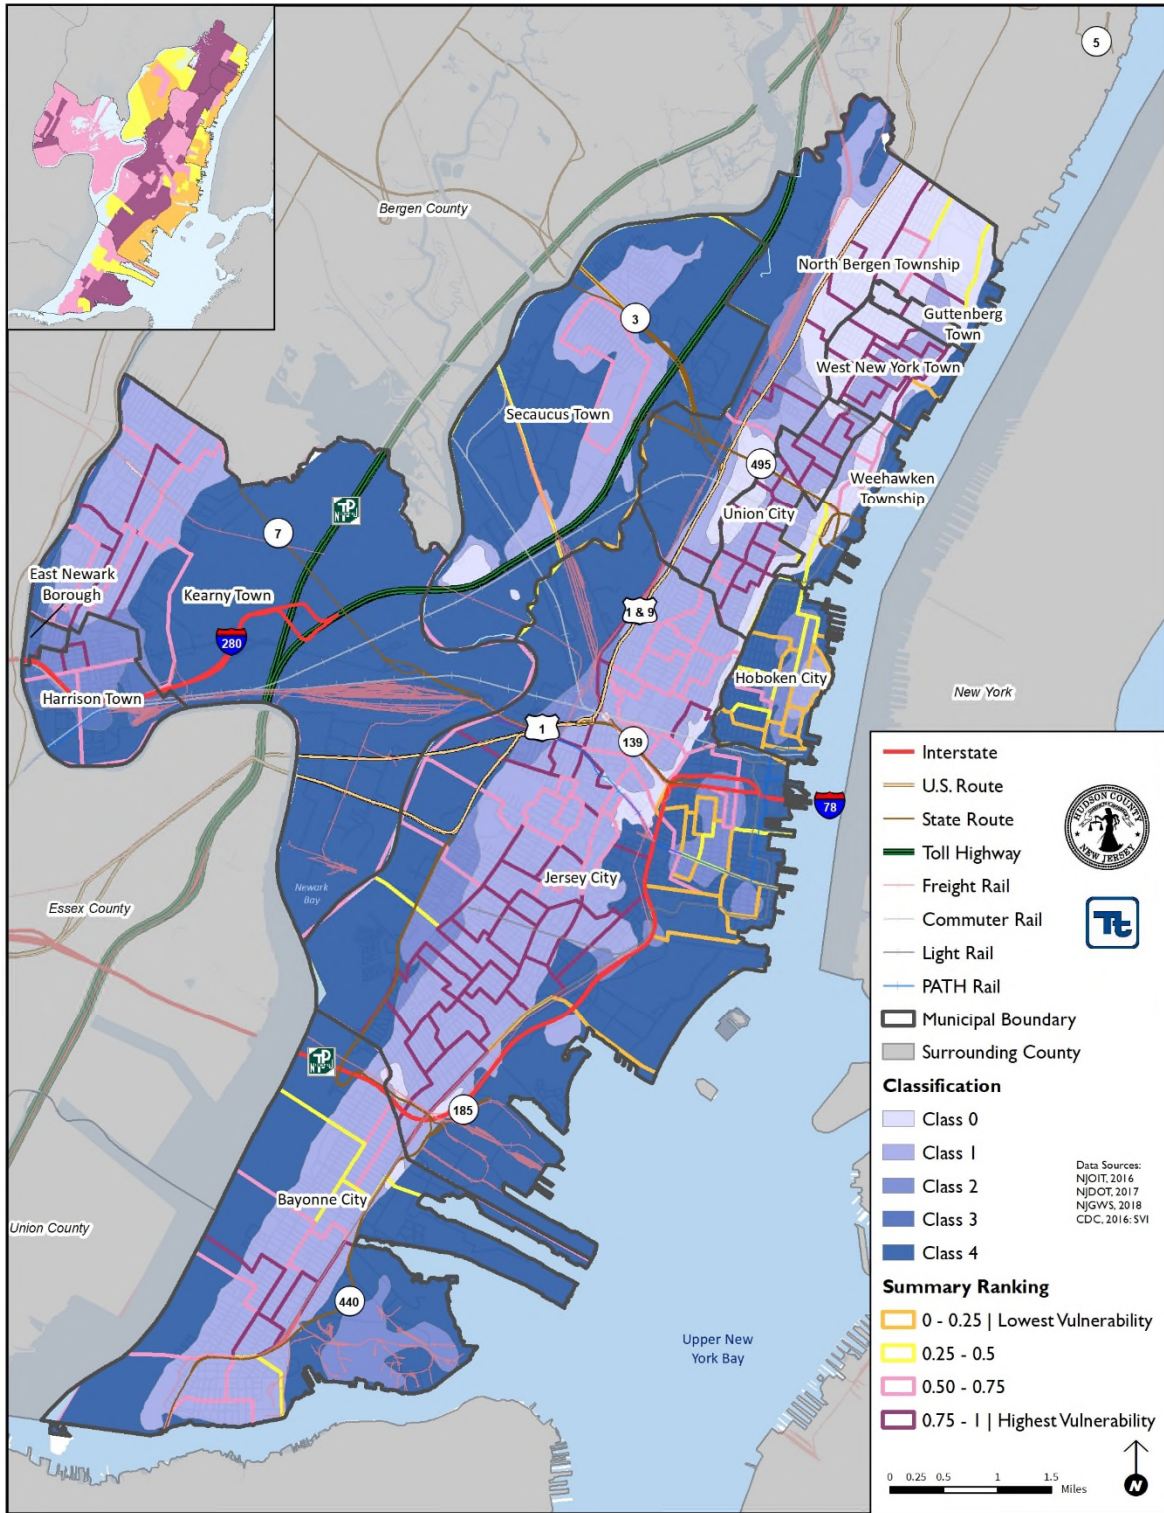 5
Bergen County
North Bergen Township
3
Guttenberg
Town
West New York Town
Secaucus Town
495
Weehawken
Township
Union City
7
East Newark
Borough
Kearny Town
1 & 9
280
Hoboken City
Harrison Town
New York
1
139
78
Jersey City
Newark
Bay
Essex County
185
Bayonne City
Union County
440
Upper New
York Bay
Interstate
U.S. Route
State Route
Toll Highway
Freight Rail
Commuter Rail
Light Rail
PATH Rail
Municipal Boundary
Surrounding County
HUDSON COUNTY
NEW JERSEY
Tt
Classification
Class 0
Class 1
Class 2
Class 3
Class 4
Data Sources:
NJOIT, 2016
NJDOT, 2017
NJGWS, 2018
CDC, 2016: SVI
Summary Ranking
0 - 0.25 | Lowest Vulnerability
0.25 - 0.5
0.50 - 0.75
0.75 - 1 | Highest Vulnerability
0 0.25 0.5 1 1.5
Miles
N